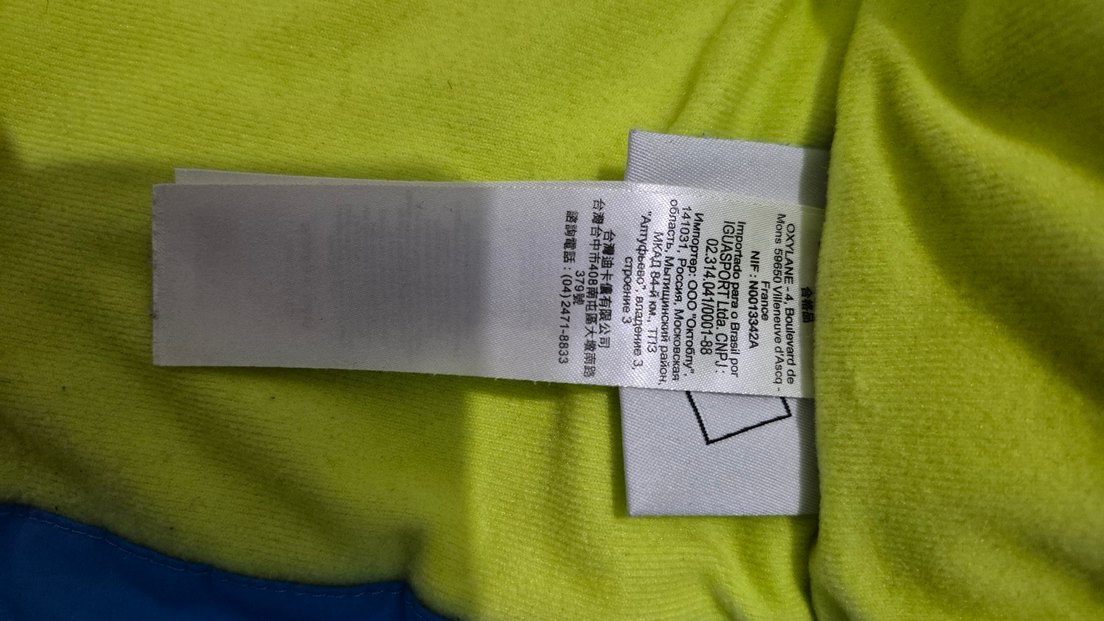 合格品
OXYLANE - 4, Boulevard de
Mons 59650 Villeneuve d'Ascq -
France
NIF : N0013342A
Importado para o Brasil por
IGUASPORT Ltda. CNPJ :
02.314.041/0001-88
Импортер: ООО "Октоблу",
141031, Россия, Московская
область, Мытищинский район,
МКАД 84-й км., ТПЗ
"Алтуфьево", владение 3,
строение 3
台灣迪卡儂有限公司
台灣台中市408南屯區大墩南路
379號
諮詢電話 : (04) 2471-8833